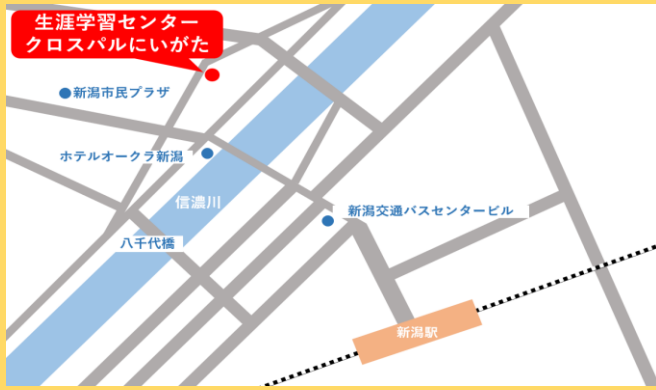 生涯学習センター
クロスパルにいがた
新潟市民プラザ
ホテルオークラ新潟
信濃川
新潟交通バスセンタービル
八千代橋
新潟駅